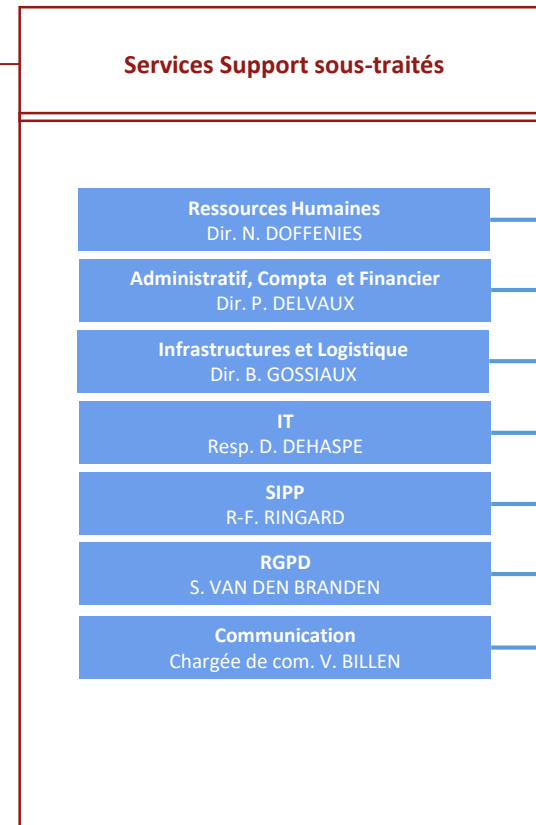 Services Support sous-traités
Ressources Humaines
Dir. N. DOFFENIES
Administratif, Compta et Financier
Dir. P. DELVAUX
Infrastructures et Logistique
Dir. B. GOSSIAUX
IT
Resp. D. DEHASPE
SIPP
R-F. RINGARD
RGPD
S. VAN DEN BRANDEN
Communication
Chargée de com. V. BILLEN